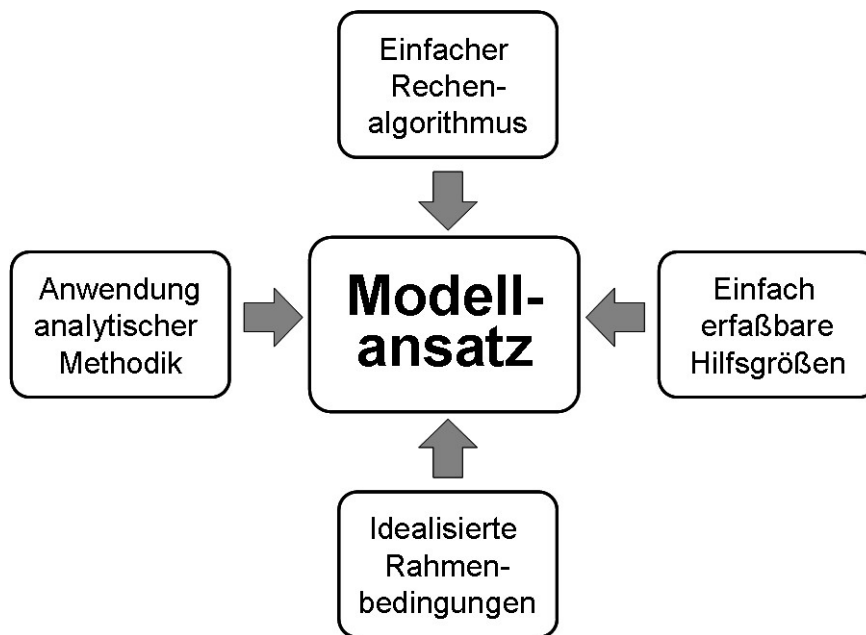 Einfacher
Rechen-
algorithmus
Anwendung
analytischer
Methodik
Modell-
ansatz
Einfach
erfaßbare
Hilfsgrößen
Idealisierte
Rahmen-
bedingungen